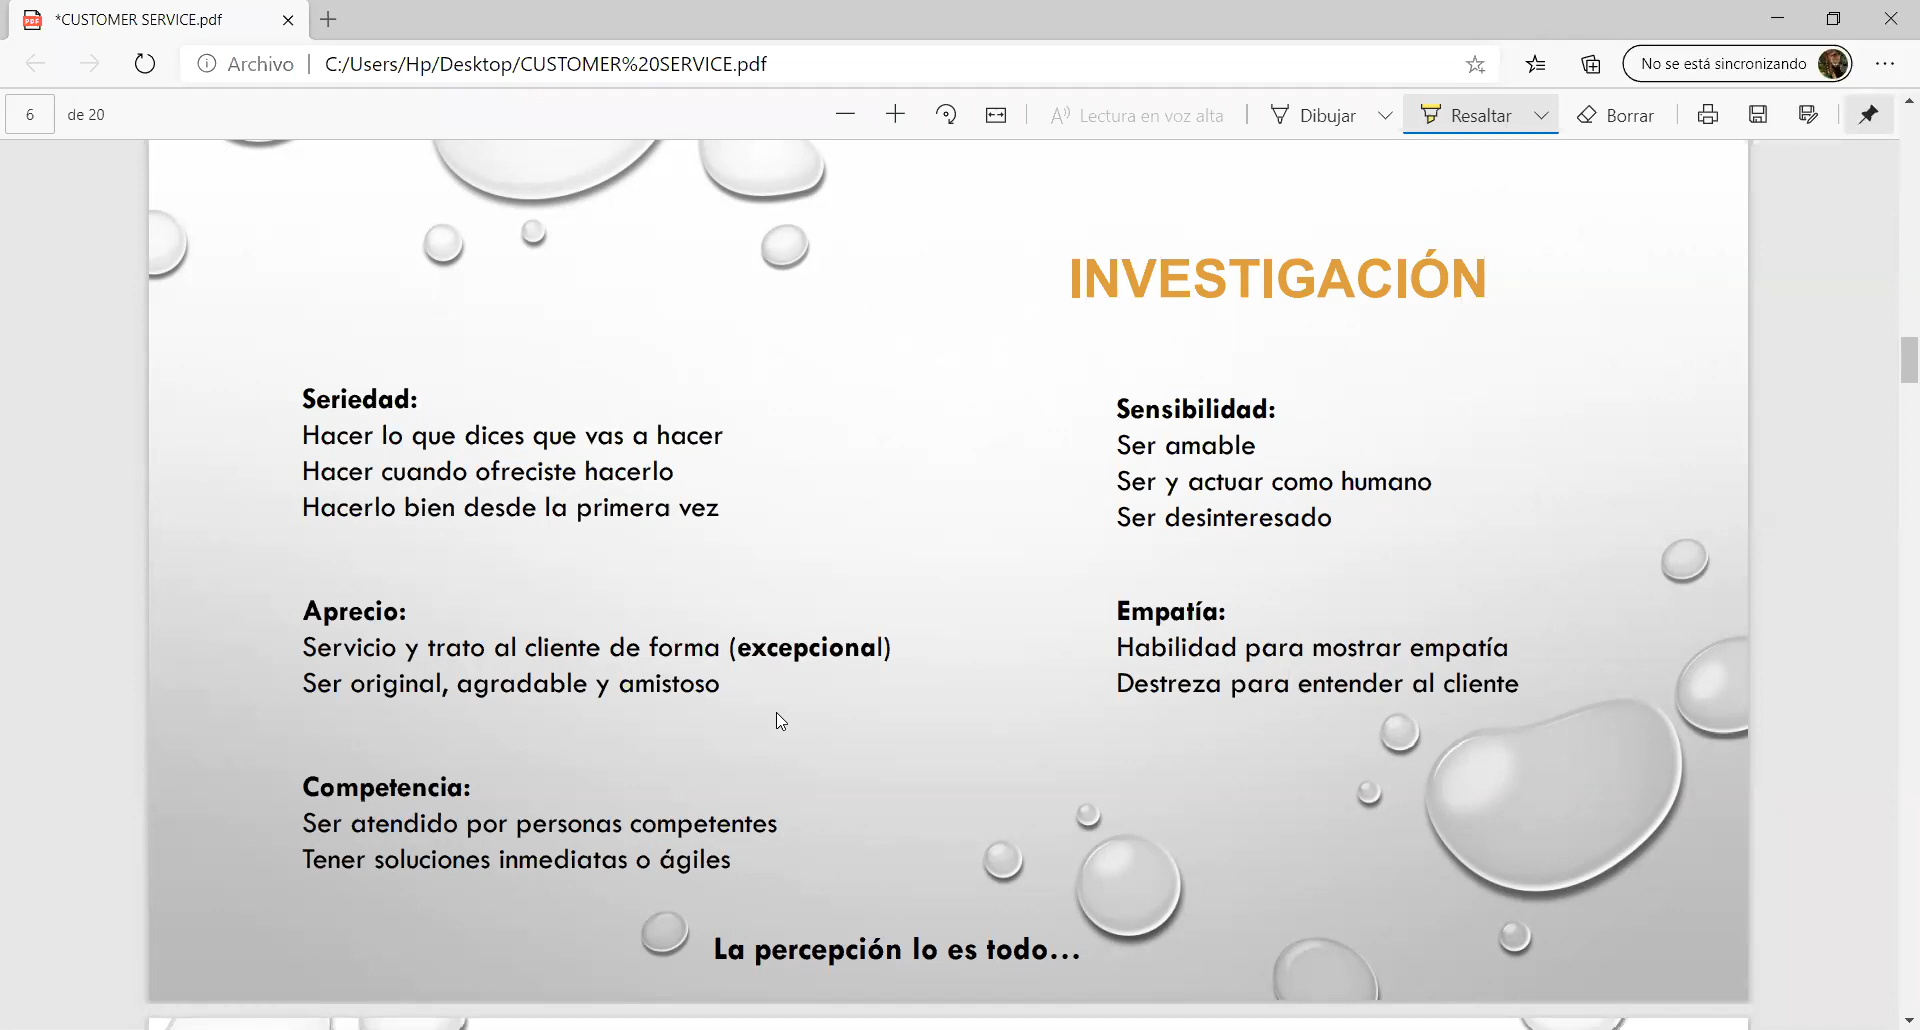 *CUSTOMER SERVICE.pdf
Archivo | C:/Users/Hp/Desktop/CUSTOMER%20SERVICE.pdf
No se está sincronizando
6 de 20
Lectura en voz alta
Dibujar
Resaltar
Borrar
INVESTIGACIÓN
Seriedad:
Hacer lo que dices que vas a hacer
Hacer cuando ofreciste hacerlo
Hacerlo bien desde la primera vez
Sensibilidad:
Ser amable
Ser y actuar como humano
Ser desinteresado
Aprecio:
Servicio y trato al cliente de forma (excepcional)
Ser original, agradable y amistoso
Empatía:
Habilidad para mostrar empatía
Destreza para entender al cliente
Competencia:
Ser atendido por personas competentes
Tener soluciones inmediatas o ágiles
La percepción lo es todo...